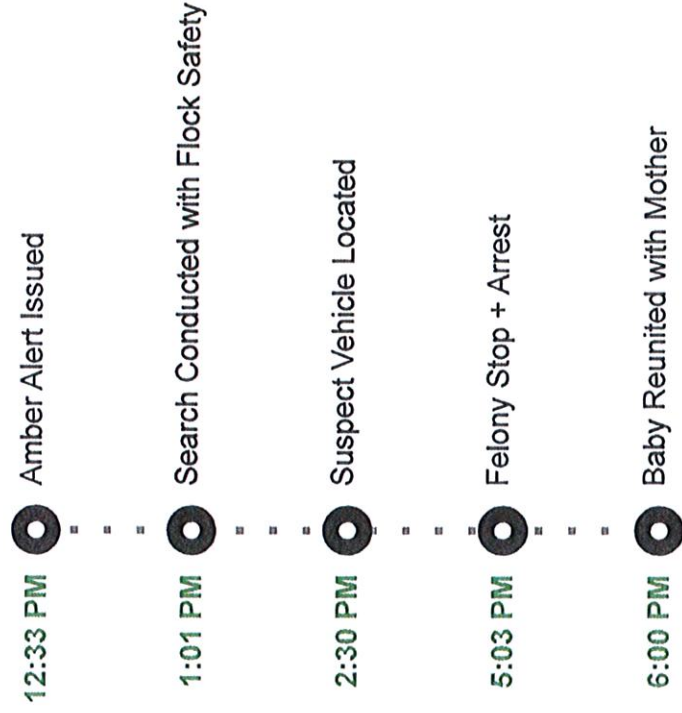 12:33 PM Amber Alert Issued
1:01 PM Search Conducted with Flock Safety
2:30 PM Suspect Vehicle Located
5:03 PM Felony Stop + Arrest
6:00 PM Baby Reunited with Mother